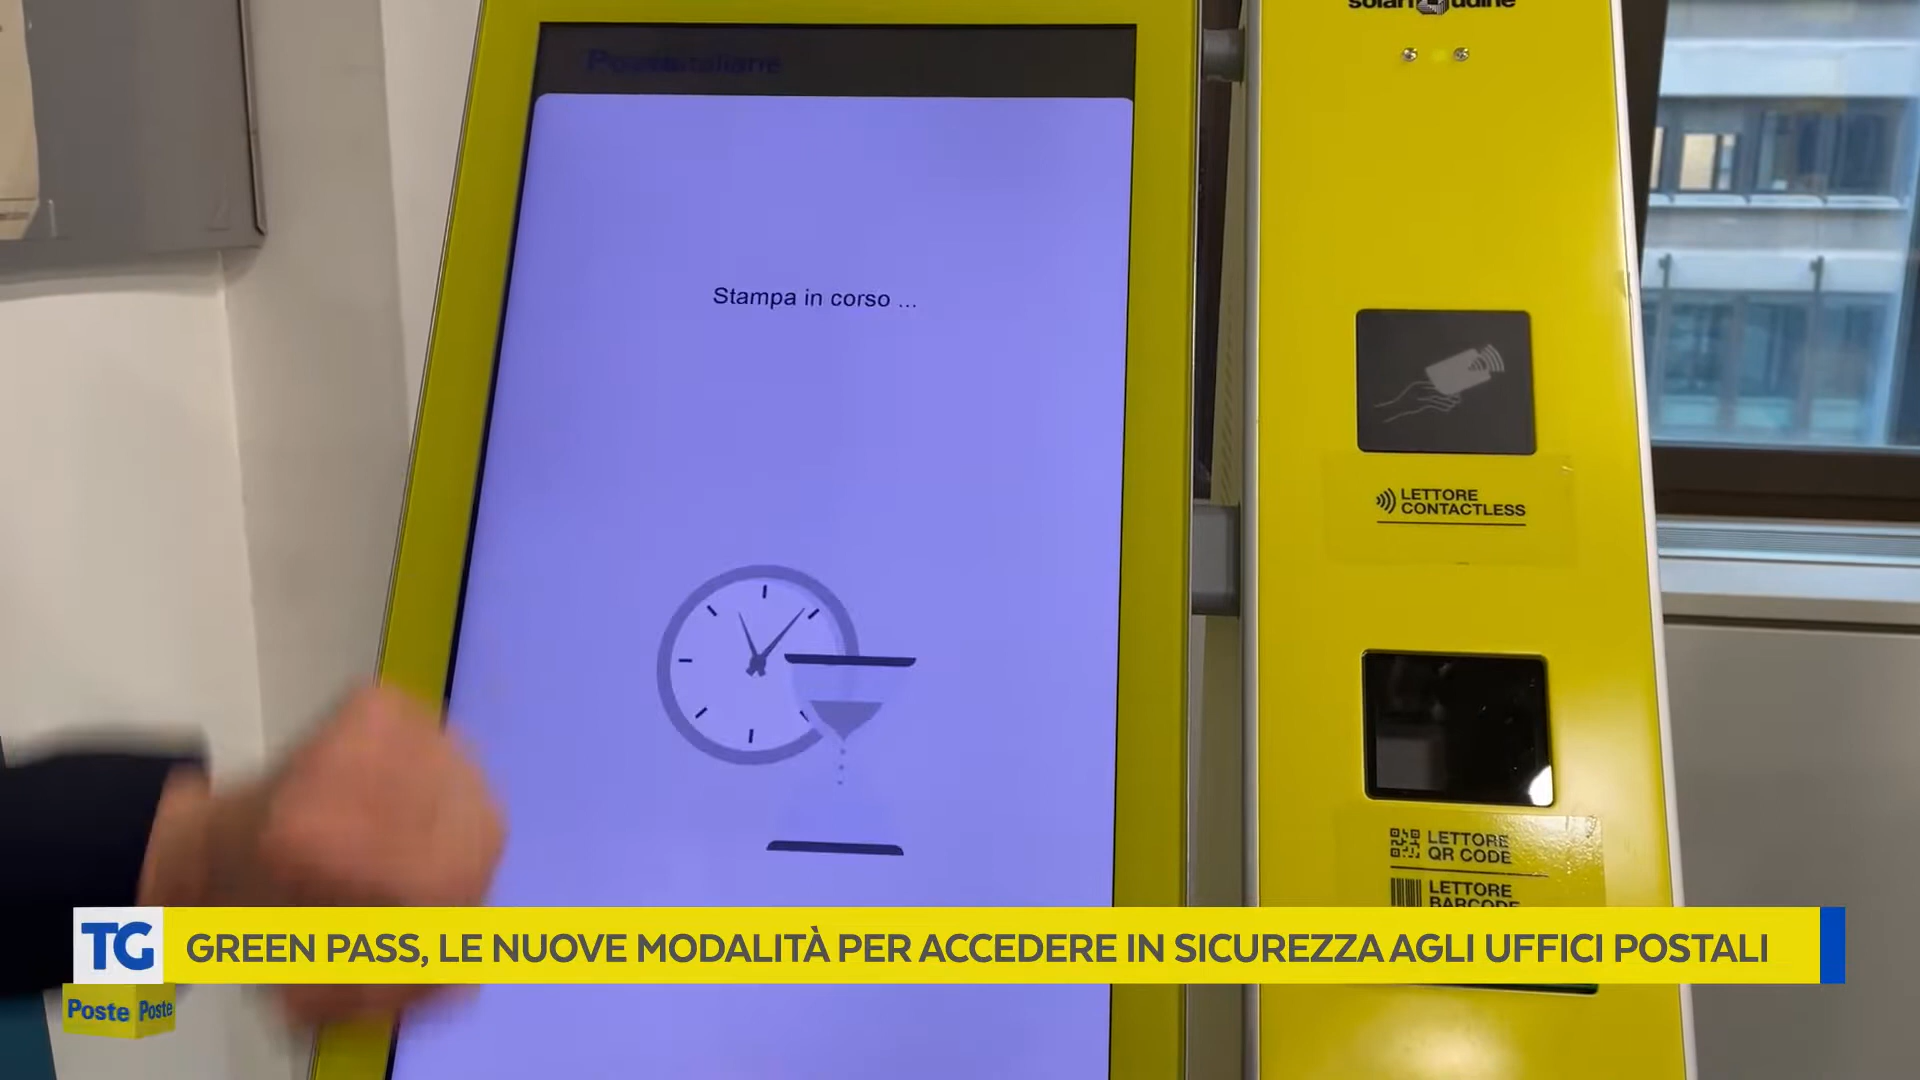 solari udine
Stampa in corso ...
LETTORE
CONTACTLESS
LETTORE
QR CODE
LETTORE
BARCODE
TG
GREEN PASS, LE NUOVE MODALITÀ PER ACCEDERE IN SICUREZZA AGLI UFFICI POSTALI
Poste Poste